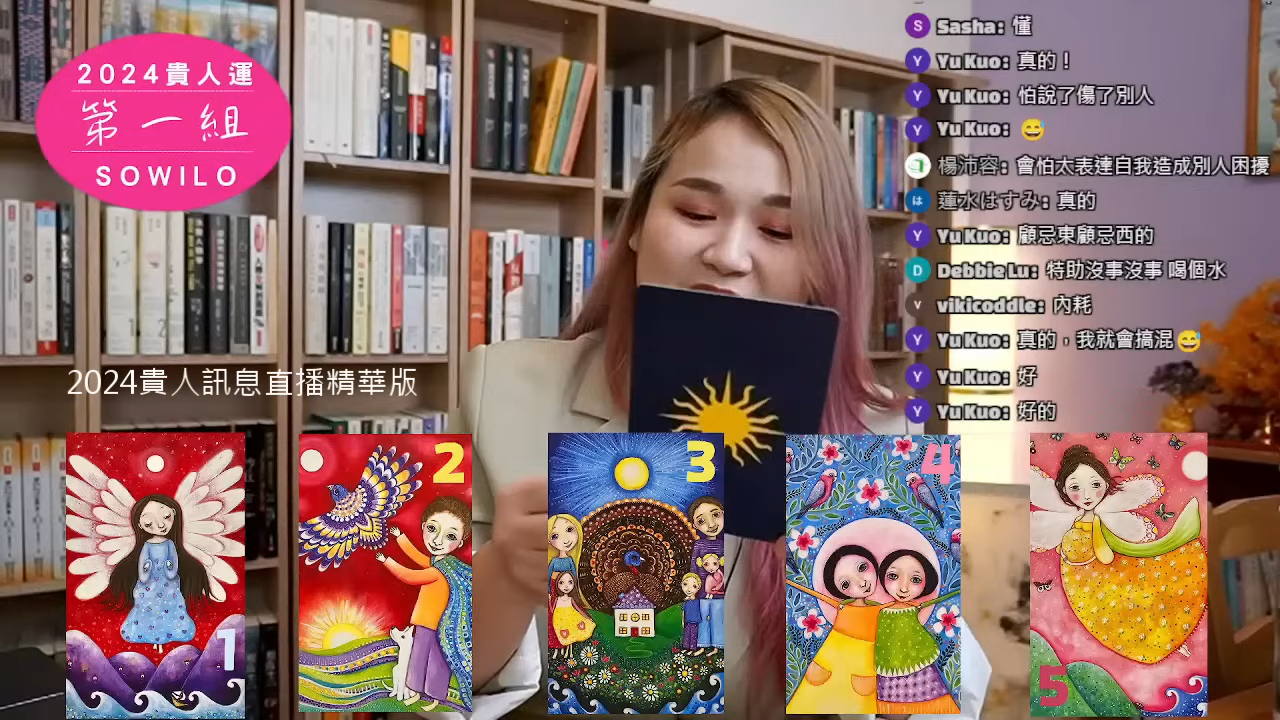 2024貴人運
第一組
SOWILO
Sasha: 懂
Yu Kuo: 真的！
Yu Kuo: 怕說了傷了別人
Yu Kuo: 😅
楊沛容: 會怕太表達自我造成別人困擾
蓮水はすみ: 真的
Yu Kuo: 顧忌東顧忌西的
Debbie Lu: 特助沒事沒事 喝個水
vikicoddle: 內耗
Yu Kuo: 真的，我就會搞混😅
Yu Kuo: 好
Yu Kuo: 好的
2024貴人訊息直播精華版
1
2
3
4
5